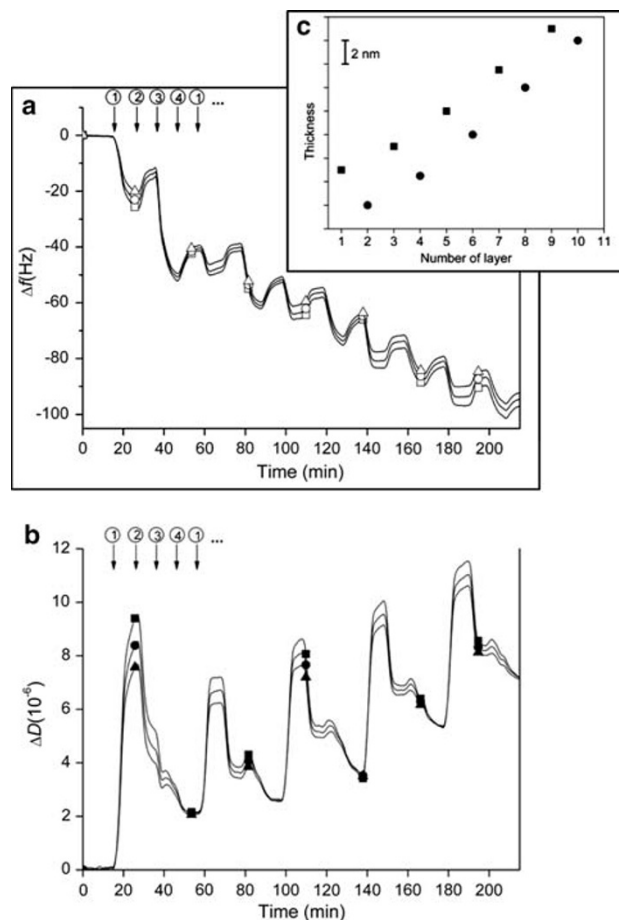 c
2 nm
Thickness
1 2 3 4 5 6 7 8 9 10 11
Number of layer
a
1 2 3 4 1 ...
0
-20
-40
-60
-80
-100
Δf(Hz)
0 20 40 60 80 100 120 140 160 180 200
Time (min)
b
1 2 3 4 1 ...
12
10
8
6
4
2
0
ΔD(10⁻⁶)
0 20 40 60 80 100 120 140 160 180 200
Time (min)